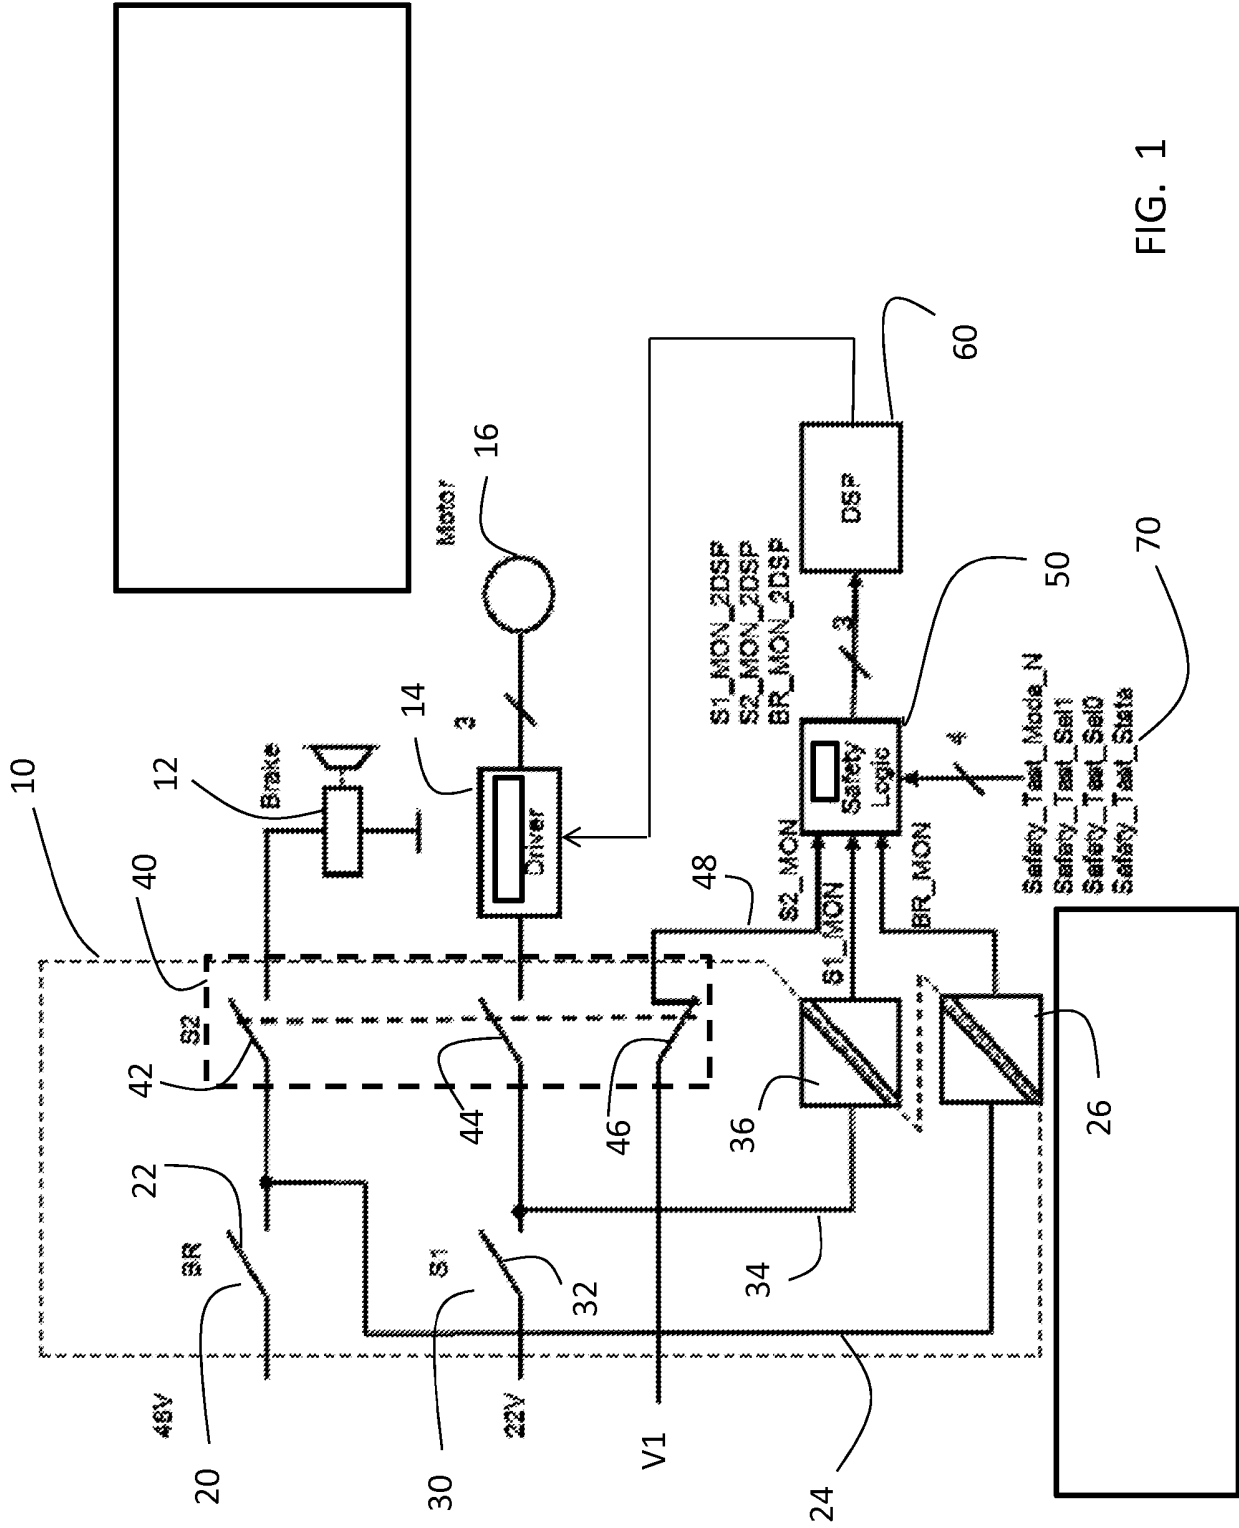 10
40
12
S2
42
22
BR
48V
20
Brake
14
3
Motor
16
44
S1
30
32
22V
46
V1
48
36
34
S2_MON
S1_MON
BR_MON
S1_MON_2DSP
S2_MON_2DSP
BR_MON_2DSP
Driver
Safety
Logic
3
DSP
60
4
50
24
26
Safety_Test_Mode_N
Safety_Test_Sel1
Safety_Test_Sel0
Safety_Test_State
70
FIG. 1